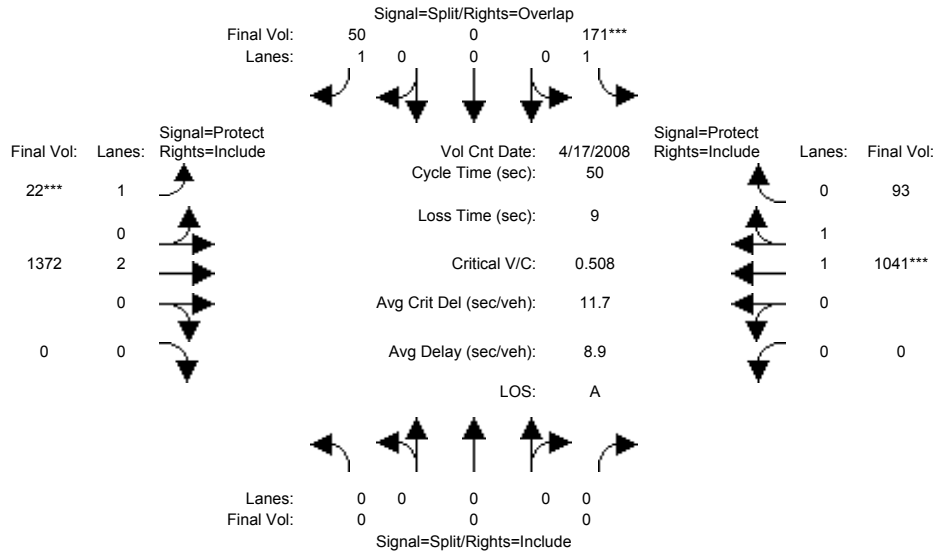 Signal=Split/Rights=Overlap
Final Vol: 50 0 171***
Lanes: 1 0 0 0 1
Signal=Protect Signal=Protect
Final Vol: Lanes: Rights=Include Vol Cnt Date: 4/17/2008 Rights=Include Lanes: Final Vol:
Cycle Time (sec): 50
22*** 1 0 93
Loss Time (sec): 9
0 1
1372 2 Critical V/C: 0.508 1 1041***
0 Avg Crit Del (sec/veh): 11.7 0
0 0 Avg Delay (sec/veh): 8.9 0 0
LOS: A
Lanes: 0 0 0 0 0
Final Vol: 0 0 0
Signal=Split/Rights=Include